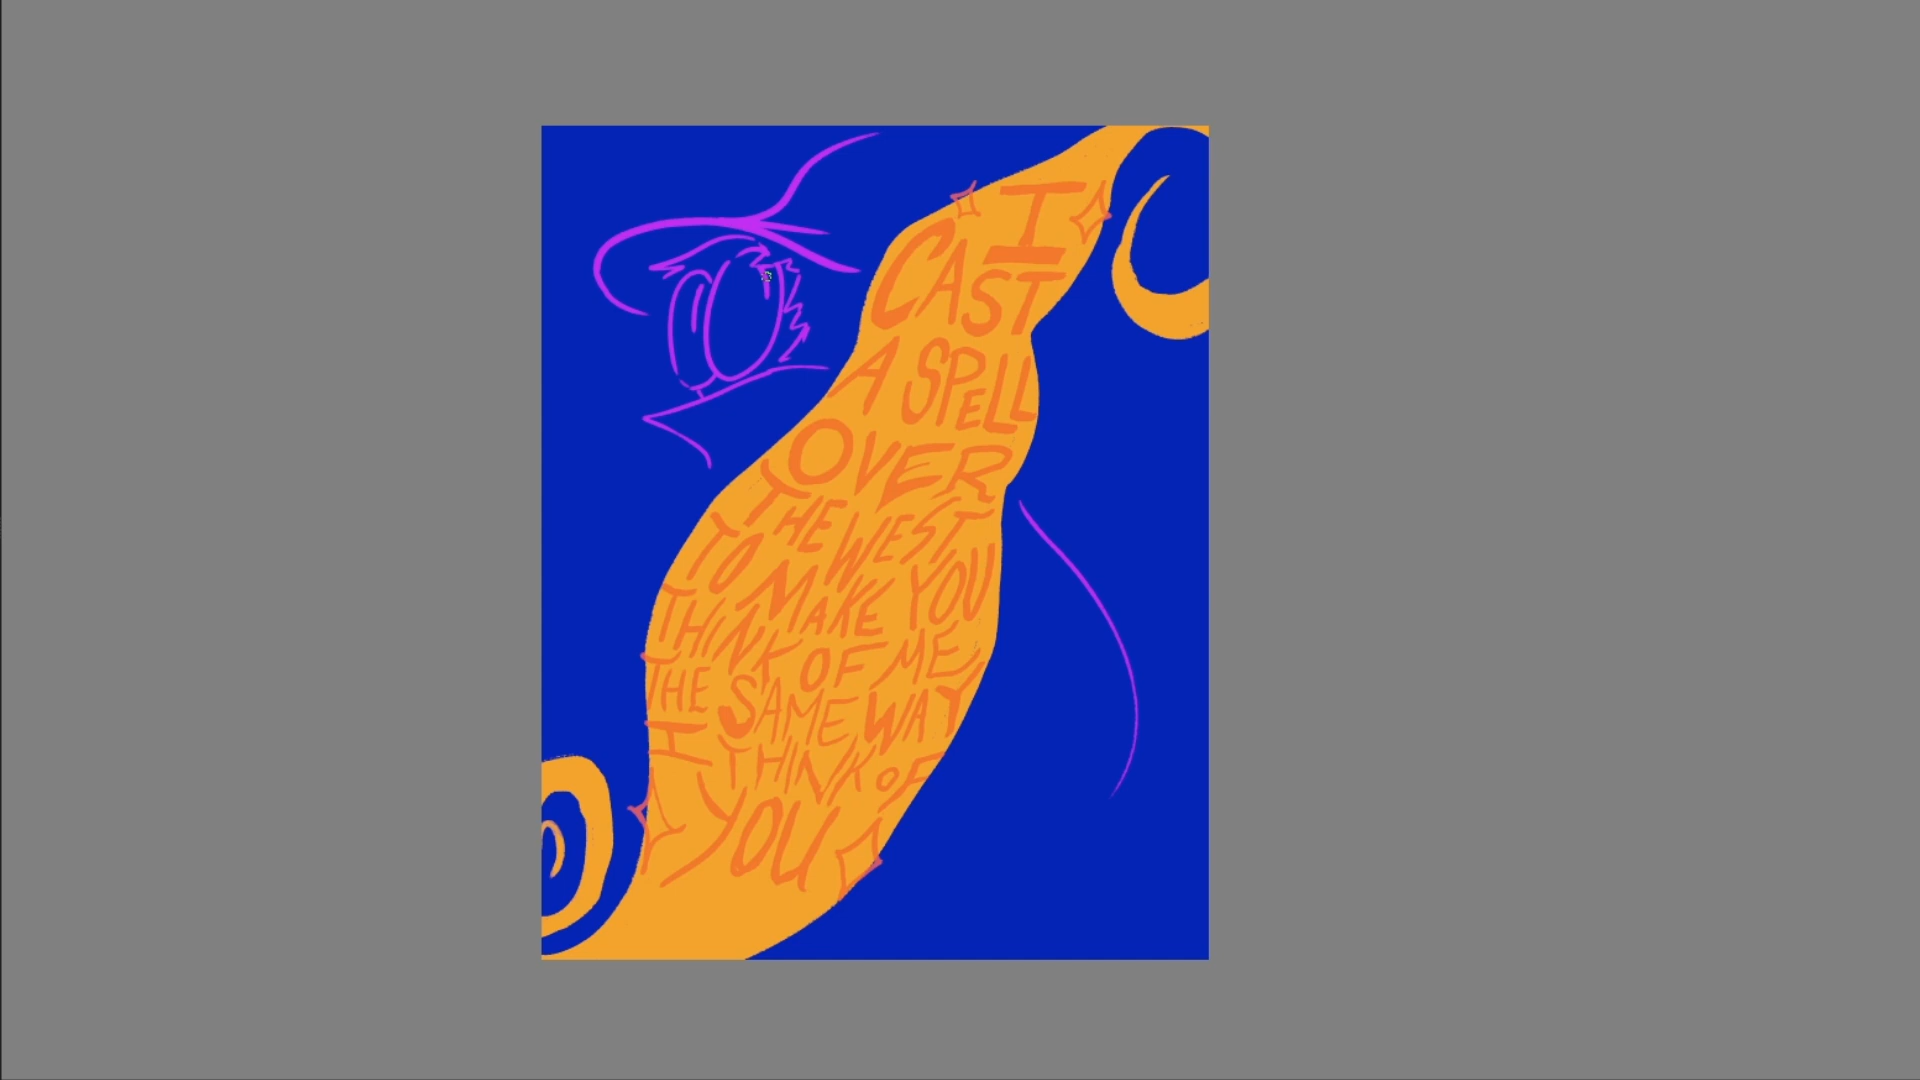 I
CAST
A SPELL
OVER
THE WEST
TO MAKE YOU
THINK OF ME
THE SAME WAY
I THINK OF
YOU